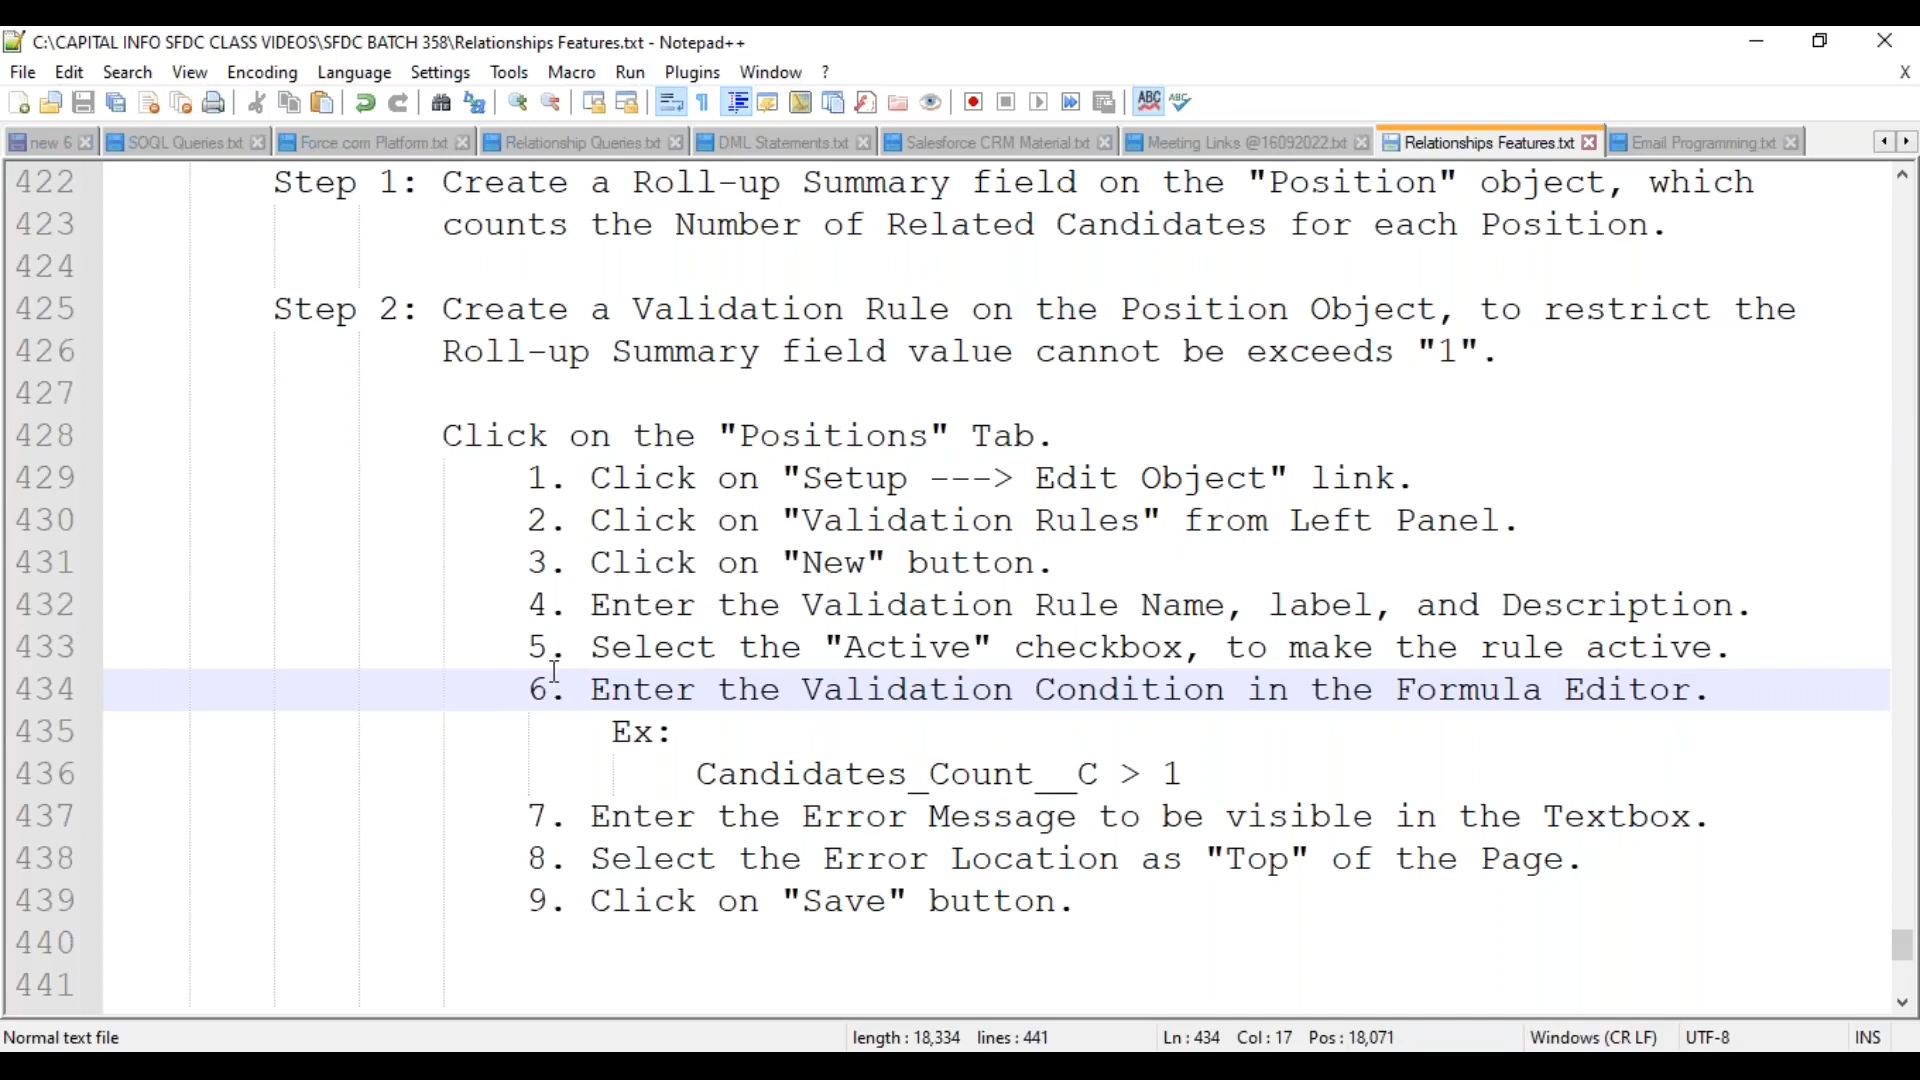 C:\CAPITAL INFO SFDC CLASS VIDEOS\SFDC BATCH 358\Relationships Features.txt - Notepad++
File Edit Search View Encoding Language Settings Tools Macro Run Plugins Window ? X
new 6 SOQL Queries.txt Force com Platform.txt Relationship Queries.txt DML Statements.txt Salesforce CRM Material.txt Meeting Links @16092022.txt Relationships Features.txt Email Programming.txt
422 Step 1: Create a Roll-up Summary field on the "Position" object, which
423 counts the Number of Related Candidates for each Position.
424
425 Step 2: Create a Validation Rule on the Position Object, to restrict the
426 Roll-up Summary field value cannot be exceeds "1".
427
428 Click on the "Positions" Tab.
429 1. Click on "Setup ---> Edit Object" link.
430 2. Click on "Validation Rules" from Left Panel.
431 3. Click on "New" button.
432 4. Enter the Validation Rule Name, label, and Description.
433 5. Select the "Active" checkbox, to make the rule active.
434 6. Enter the Validation Condition in the Formula Editor.
435 Ex:
436 Candidates_Count__C > 1
437 7. Enter the Error Message to be visible in the Textbox.
438 8. Select the Error Location as "Top" of the Page.
439 9. Click on "Save" button.
440
441
Normal text file length : 18,334 lines : 441 Ln : 434 Col : 17 Pos : 18,071 Windows (CR LF) UTF-8 INS